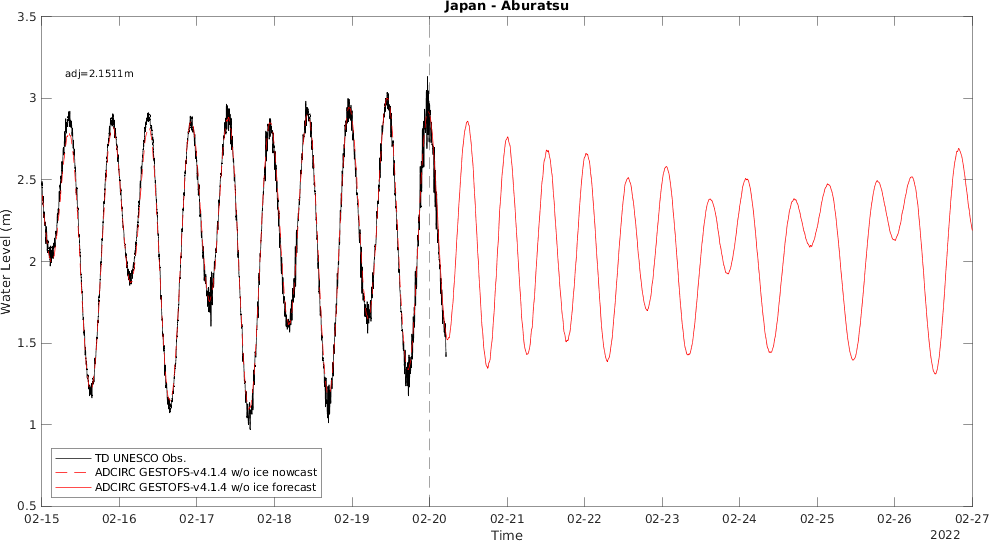 Japan - Aburatsu
3.5
adj=2.1511m
3
2.5
2
1.5
1
0.5
Water Level (m)
TD UNESCO Obs.
ADCIRC GESTOFS-v4.1.4 w/o ice nowcast
ADCIRC GESTOFS-v4.1.4 w/o ice forecast
02-15 02-16 02-17 02-18 02-19 02-20 02-21 02-22 02-23 02-24 02-25 02-26 02-27
Time
2022